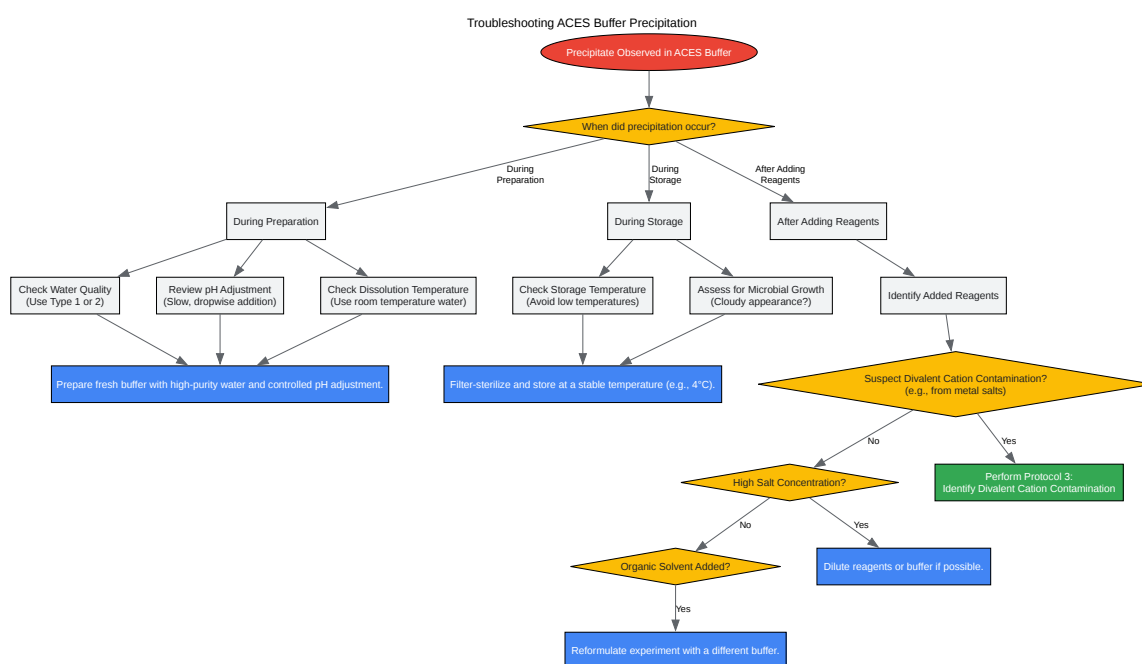 Troubleshooting ACES Buffer Precipitation
Precipitate Observed in ACES Buffer
When did precipitation occur?
During
Preparation
During
Storage
After Adding
Reagents
During Preparation
During Storage
After Adding Reagents
Check Water Quality
(Use Type 1 or 2)
Review pH Adjustment
(Slow, dropwise addition)
Check Dissolution Temperature
(Use room temperature water)
Check Storage Temperature
(Avoid low temperatures)
Assess for Microbial Growth
(Cloudy appearance?)
Identify Added Reagents
Prepare fresh buffer with high-purity water and controlled pH adjustment.
Filter-sterilize and store at a stable temperature (e.g., 4°C).
Suspect Divalent Cation Contamination?
(e.g., from metal salts)
No
Yes
High Salt Concentration?
Perform Protocol 3:
Identify Divalent Cation Contamination
No
Yes
Organic Solvent Added?
Dilute reagents or buffer if possible.
Yes
Reformulate experiment with a different buffer.